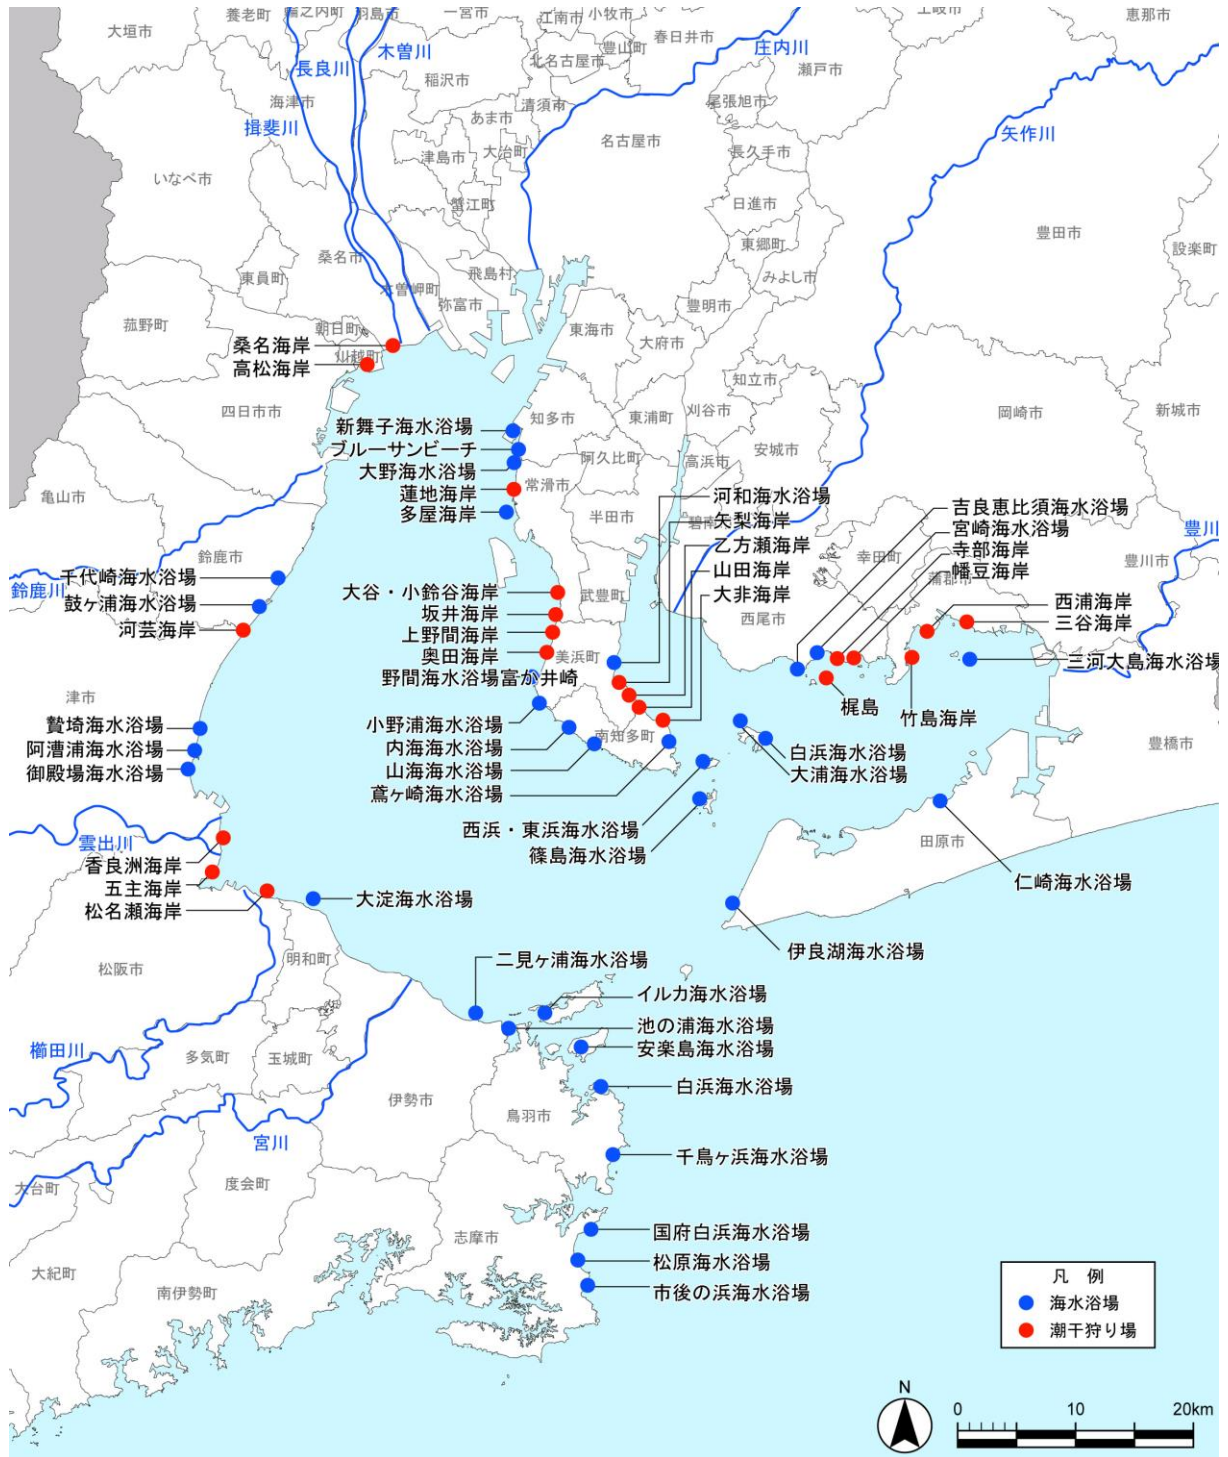 大垣市
養老町
輪之内町
羽島市
一宮市
江南市
小牧市
春日井市
土岐市
恵那市
長良川
木曽川
稲沢市
北名古屋市
豊山町
庄内川
瀬戸市
海津市
揖斐川
清須市
あま市
尾張旭市
名古屋市
矢作川
津島市
大治町
長久手市
いなべ市
蟹江町
日進市
桑名市
東員町
飛島村
東郷町
みよし市
豊田市
設楽町
木曽岬町
弥富市
菰野町
朝日町
川越町
豊明市
東海市
大府市
桑名海岸
高松海岸
四日市市
知立市
岡崎市
新城市
新舞子海水浴場
知多市
東浦町
刈谷市
ブルーサンビーチ
大野海水浴場
阿久比町
高浜市
安城市
亀山市
蓮地海岸
常滑市
多屋海岸
半田市
碧南市
河和海水浴場
矢梨海岸
乙方瀬海岸
山田海岸
大井海岸
吉良恵比須海水浴場
宮崎海水浴場
寺部海岸
幡豆海岸
幸田町
蒲郡市
豊川市
豊川
鈴鹿市
千代崎海水浴場
鈴鹿川
鼓ヶ浦海水浴場
河芸海岸
大谷・小鈴谷海岸
坂井海岸
上野間海岸
奥田海岸
武豊町
美浜町
西尾市
西浦海岸
三谷海岸
三河大島海水浴場
野間海水浴場富か井崎
梶島
竹島海岸
津市
贄埼海水浴場
阿漕浦海水浴場
御殿場海水浴場
小野浦海水浴場
内海海水浴場
山海海水浴場
鳶ヶ崎海水浴場
南知多町
白浜海水浴場
大浦海水浴場
豊橋市
西浜・東浜海水浴場
篠島海水浴場
雲出川
香良洲海岸
五主海岸
松名瀬海岸
大淀海水浴場
田原市
仁崎海水浴場
伊良湖海水浴場
松阪市
明和町
二見ヶ浦海水浴場
イルカ海水浴場
池の浦海水浴場
安楽島海水浴場
櫛田川
多気町
玉城町
伊勢市
鳥羽市
白浜海水浴場
宮川
千鳥ヶ浜海水浴場
大台町
度会町
志摩市
国府白浜海水浴場
松原海水浴場
市後の浜海水浴場
大紀町
南伊勢町
凡 例
海水浴場
潮干狩り場
N
0 10 20km